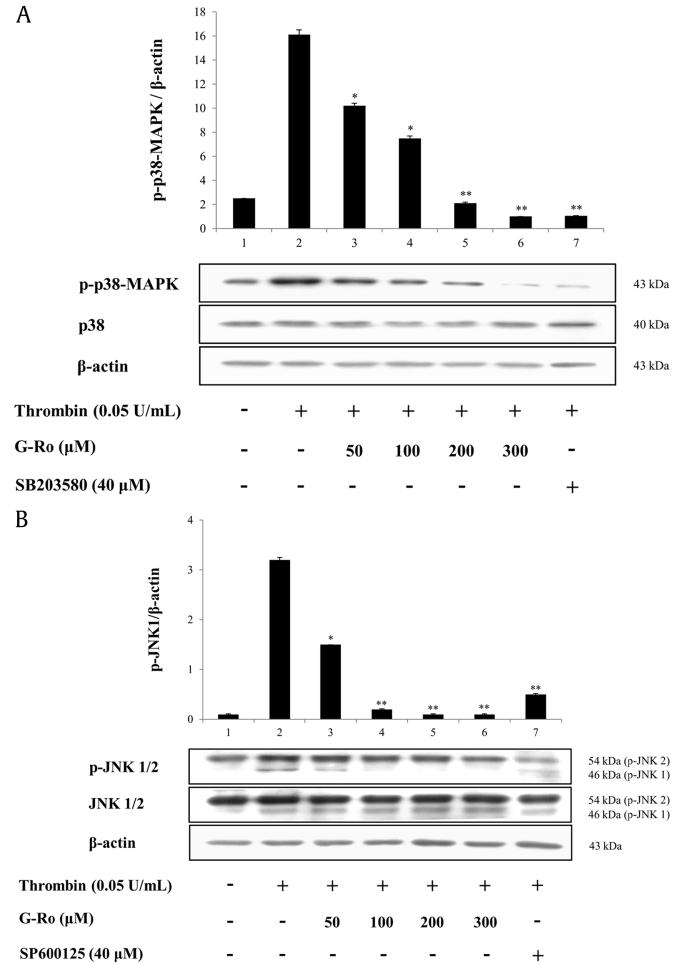 A
p-p38-MAPK / β-actin
18
16
14
12
10
8
6
4
2
0
* * ** ** **
1 2 3 4 5 6 7
p-p38-MAPK 43 kDa
p38 40 kDa
β-actin 43 kDa
Thrombin (0.05 U/mL) - + + + + + +
G-Ro (μM) - - 50 100 200 300 -
SB203580 (40 μM) - - - - - - +
B
p-JNK1/β-actin
4
3
2
1
0
* ** ** ** **
1 2 3 4 5 6 7
p-JNK 1/2 54 kDa (p-JNK 2)
46 kDa (p-JNK 1)
JNK 1/2 54 kDa (p-JNK 2)
46 kDa (p-JNK 1)
β-actin 43 kDa
Thrombin (0.05 U/mL) - + + + + + +
G-Ro (μM) - - 50 100 200 300 -
SP600125 (40 μM) - - - - - - +